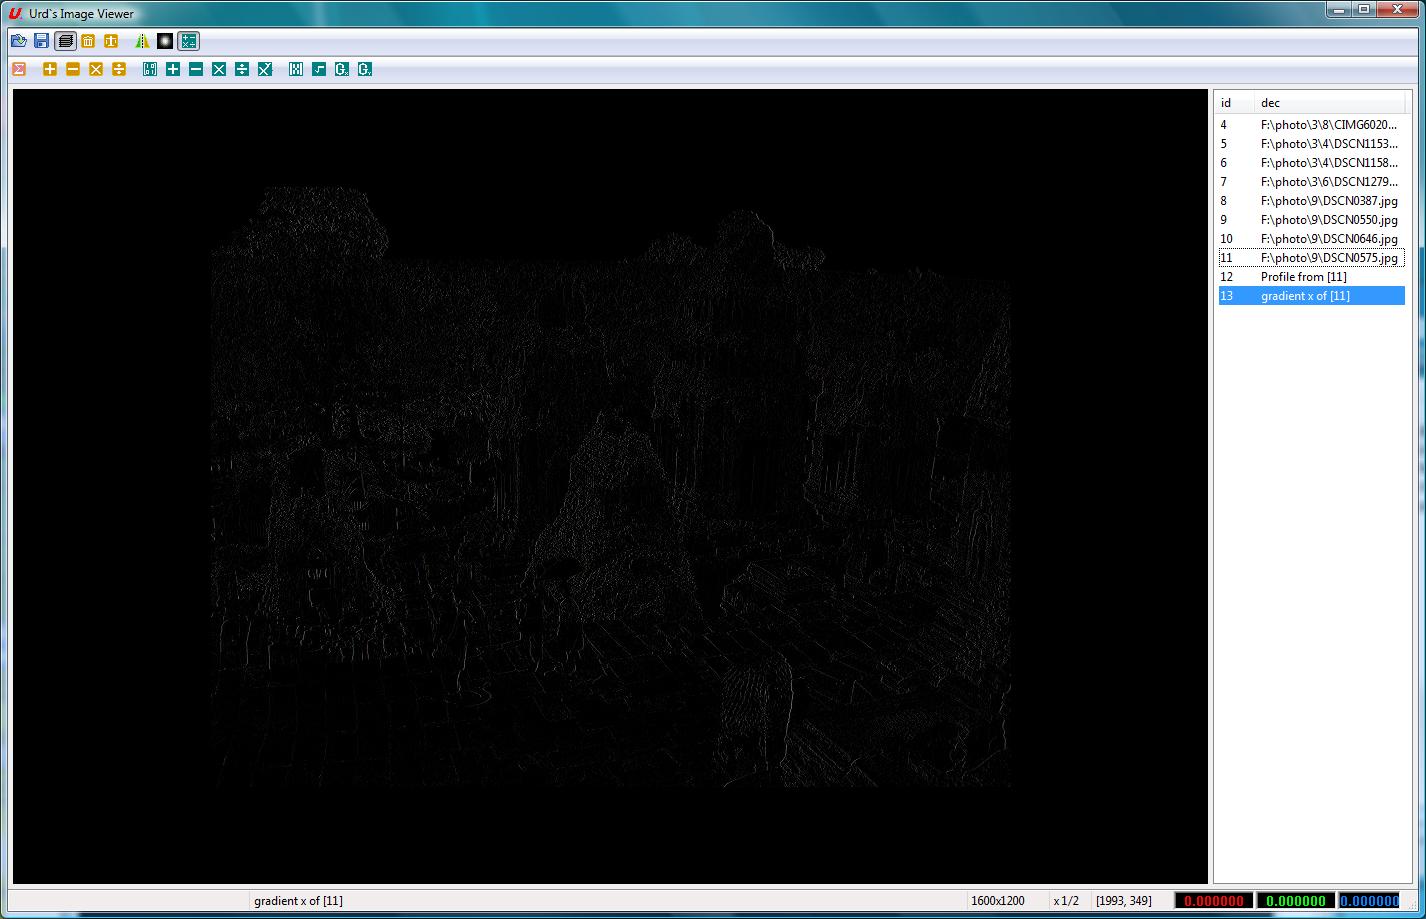 Urd`s Image Viewer
id dec
4 F:\photo\3\8\CIMG6020...
5 F:\photo\3\4\DSCN1153...
6 F:\photo\3\4\DSCN1158...
7 F:\photo\3\6\DSCN1279...
8 F:\photo\9\DSCN0387.jpg
9 F:\photo\9\DSCN0550.jpg
10 F:\photo\9\DSCN0646.jpg
11 F:\photo\9\DSCN0575.jpg
12 Profile from [11]
13 gradient x of [11]
gradient x of [11] 1600x1200 x 1/2 [1993, 349] 0.000000 0.000000 0.000000